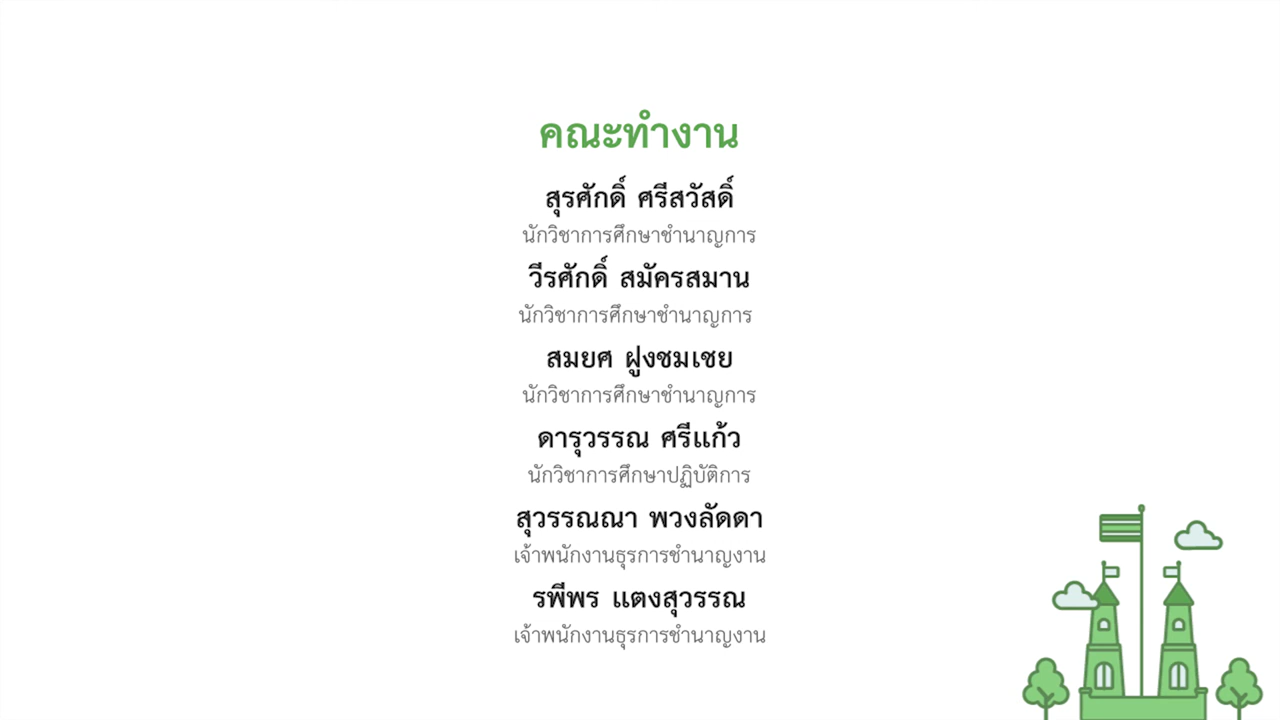 คณะทำงาน
สุรศักดิ์ ศรีสวัสดิ์
นักวิชาการศึกษาชำนาญการ
วีรศักดิ์ สมัครสมาน
นักวิชาการศึกษาชำนาญการ
สมยศ ฝูงชมเชย
นักวิชาการศึกษาชำนาญการ
ดารุวรรณ ศรีแก้ว
นักวิชาการศึกษาปฏิบัติการ
สุวรรณณา พวงลัดดา
เจ้าพนักงานธุรการชำนาญงาน
รพีพร แตงสุวรรณ
เจ้าพนักงานธุรการชำนาญงาน